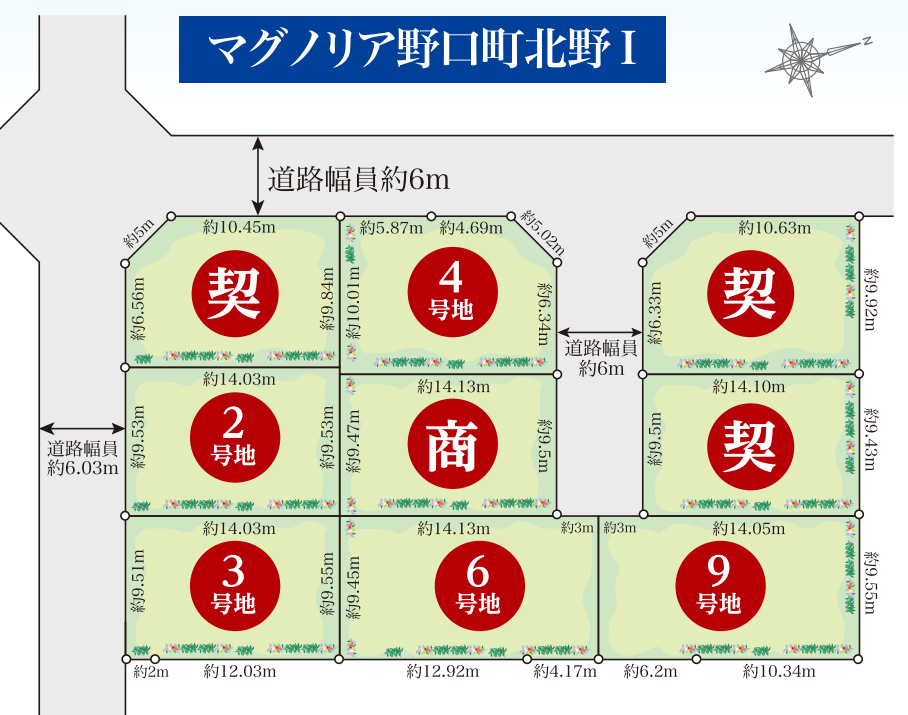 マグノリア野口町北野Ⅰ
N
道路幅員約6m
約5m
約10.45m
約5.87m
約4.69m
約5.02m
約5m
約10.63m
約6.56m
契
約9.84m
約10.01m
4
号地
約6.34m
道路幅員
約6m
約6.33m
契
約9.92m
約14.03m
約14.13m
約14.10m
道路幅員
約6.03m
約9.53m
2
号地
約9.53m
約9.47m
商
約9.5m
約9.5m
契
約9.43m
約14.03m
約14.13m
約3m
約3m
約14.05m
約9.51m
3
号地
約9.55m
約9.45m
6
号地
9
号地
約9.55m
約2m
約12.03m
約12.92m
約4.17m
約6.2m
約10.34m